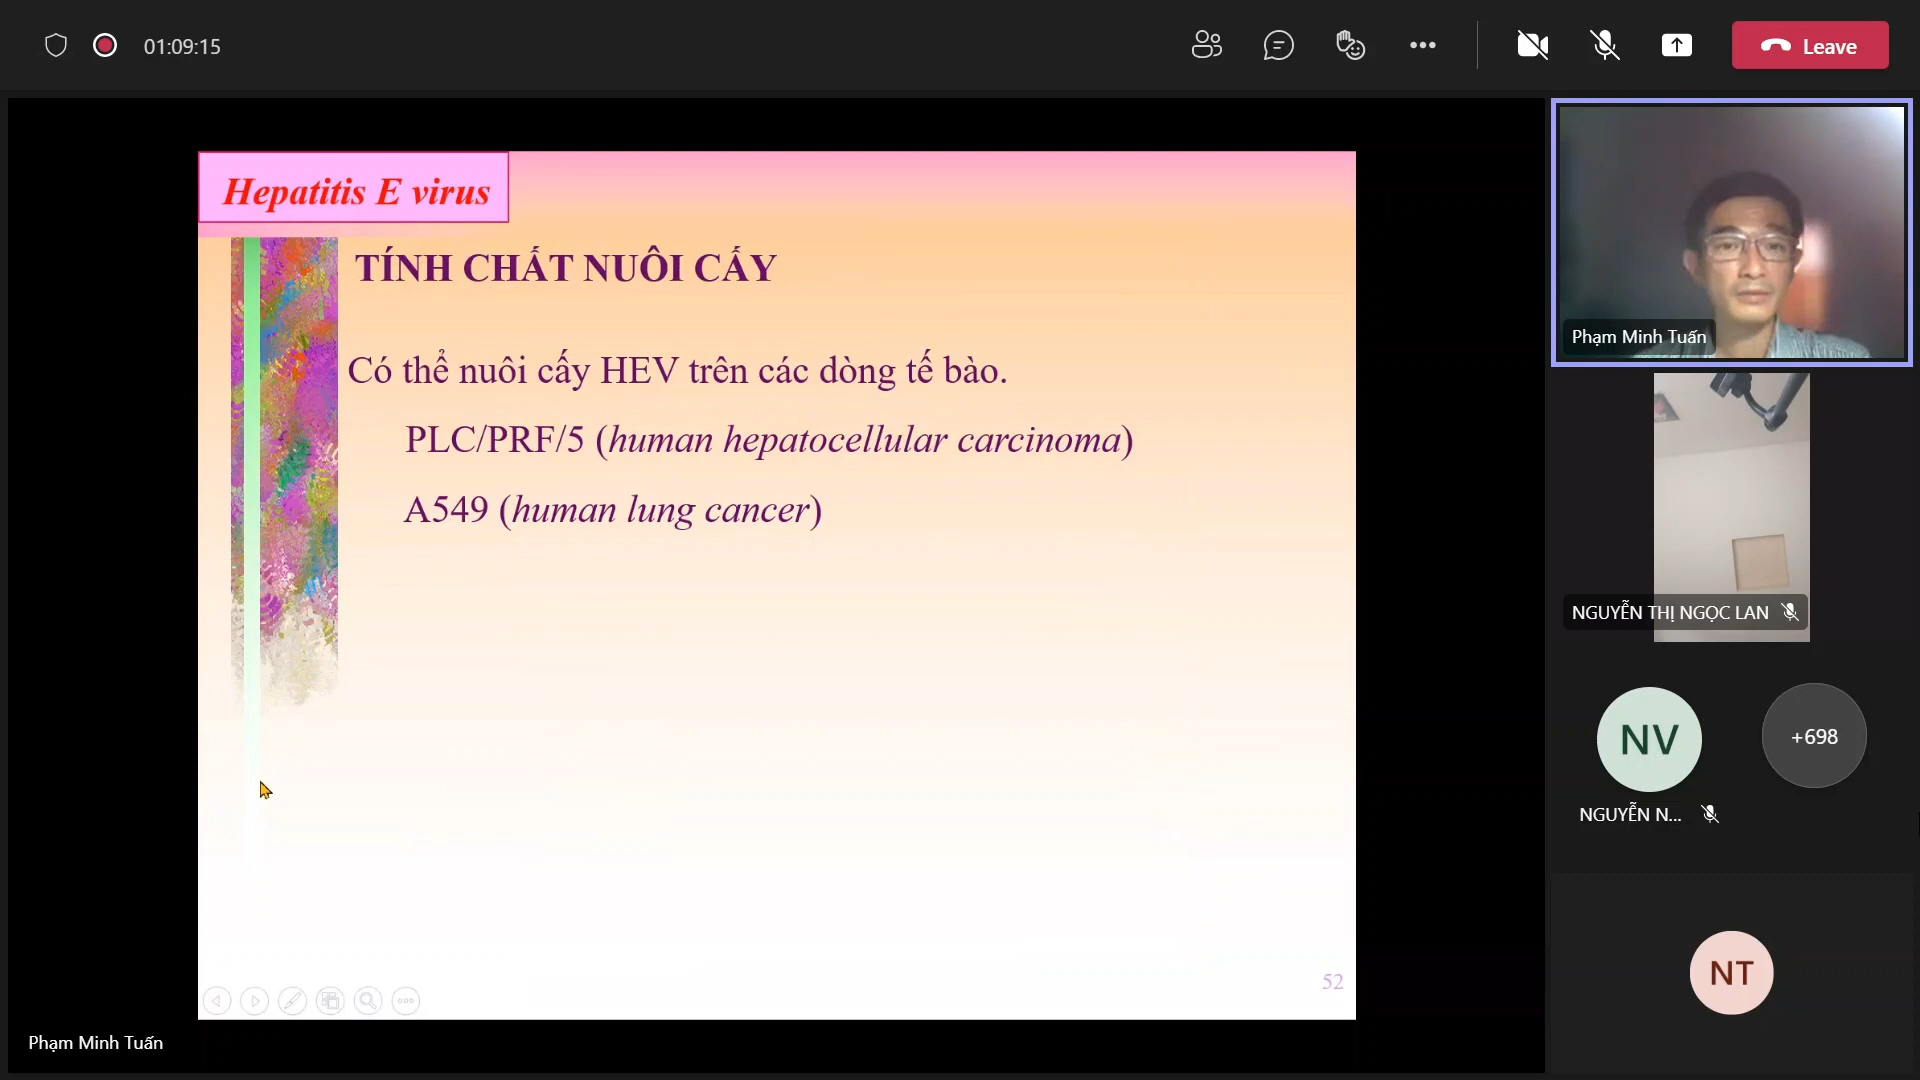 01:09:15
Leave
Hepatitis E virus
TÍNH CHẤT NUÔI CẤY
Có thể nuôi cấy HEV trên các dòng tế bào.
PLC/PRF/5 (human hepatocellular carcinoma)
A549 (human lung cancer)
52
Phạm Minh Tuấn
Phạm Minh Tuấn
NGUYỄN THỊ NGỌC LAN
NV
+698
NGUYỄN N...
NT